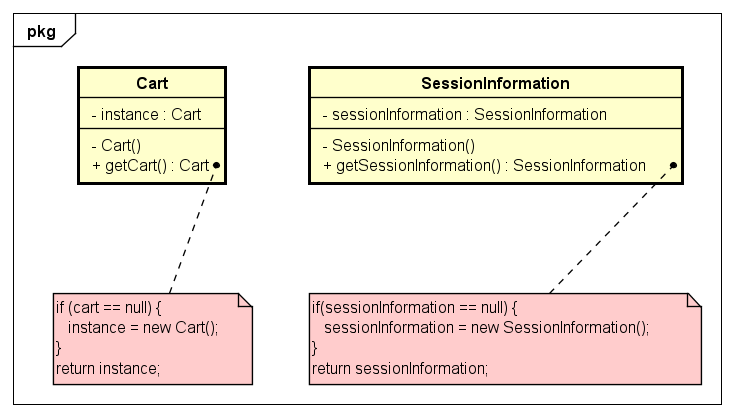 pkg
Cart
- instance : Cart
- Cart()
+ getCart() : Cart
SessionInformation
- sessionInformation : SessionInformation
- SessionInformation()
+ getSessionInformation() : SessionInformation
if (cart == null) {
instance = new Cart();
}
return instance;
if(sessionInformation == null) {
sessionInformation = new SessionInformation();
}
return sessionInformation;